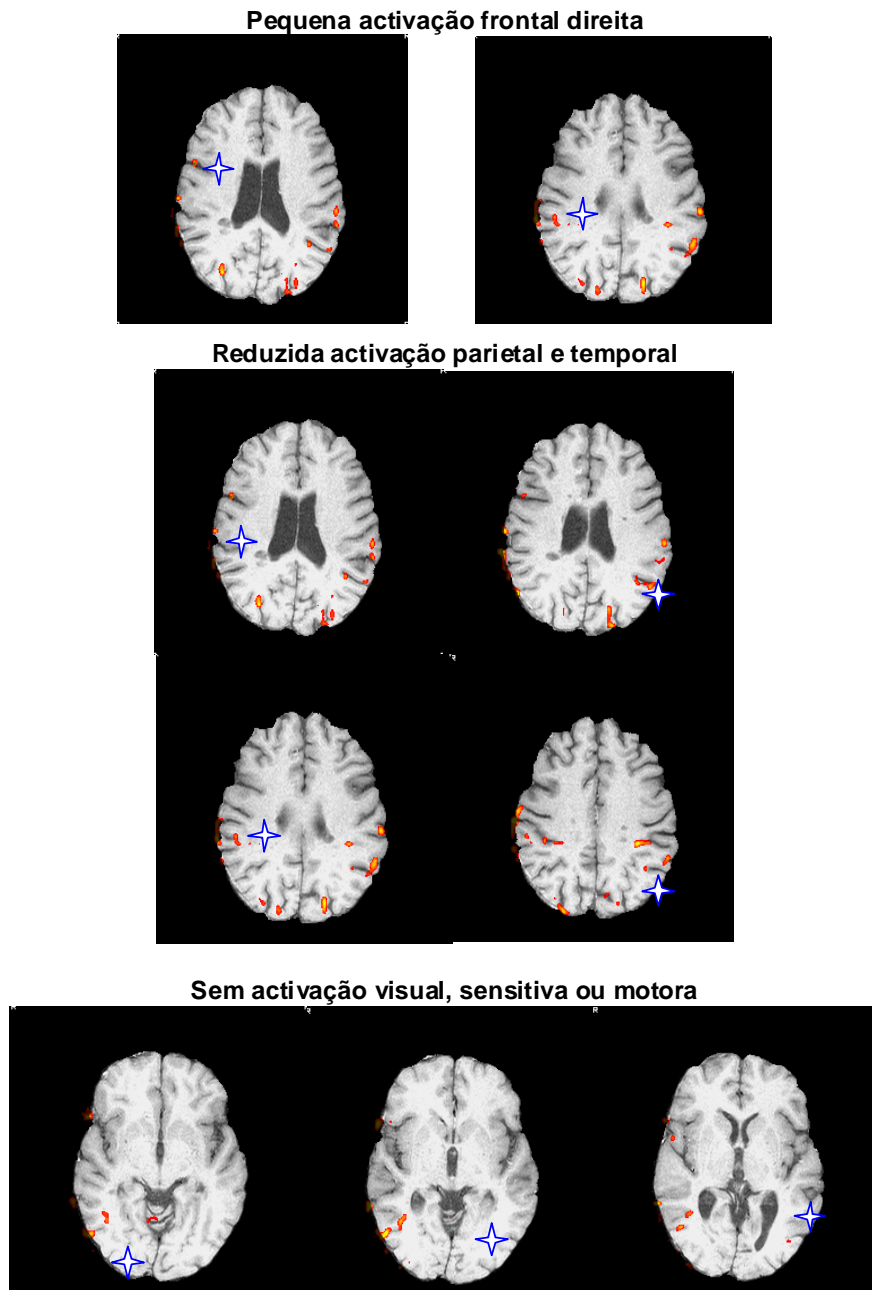 Pequena activação frontal direita
Reduzida activação parietal e temporal
Sem activação visual, sensitiva ou motora
R